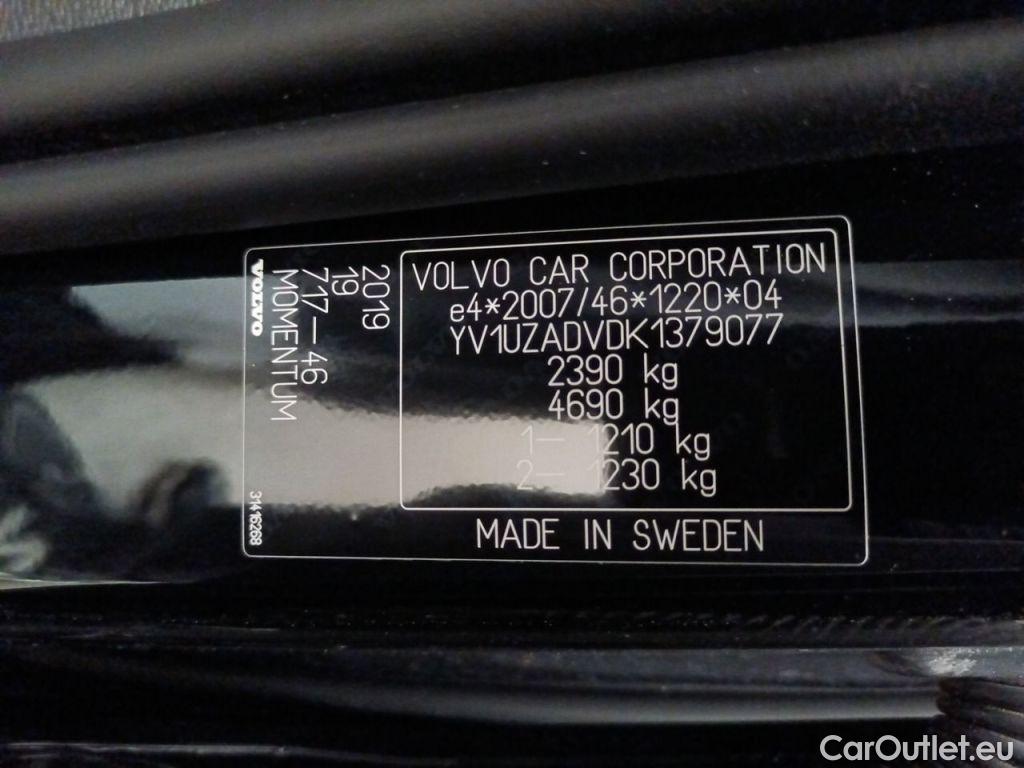 VOLVO CAR CORPORATION
e4*2007/46*1220*04
YV1UZADVDK1379077
2390 kg
4690 kg
1– 1210 kg
2– 1230 kg
MADE IN SWEDEN
2019
19
717–46
MOMENTUM
VOLVO
31416268
CarOutlet.eu